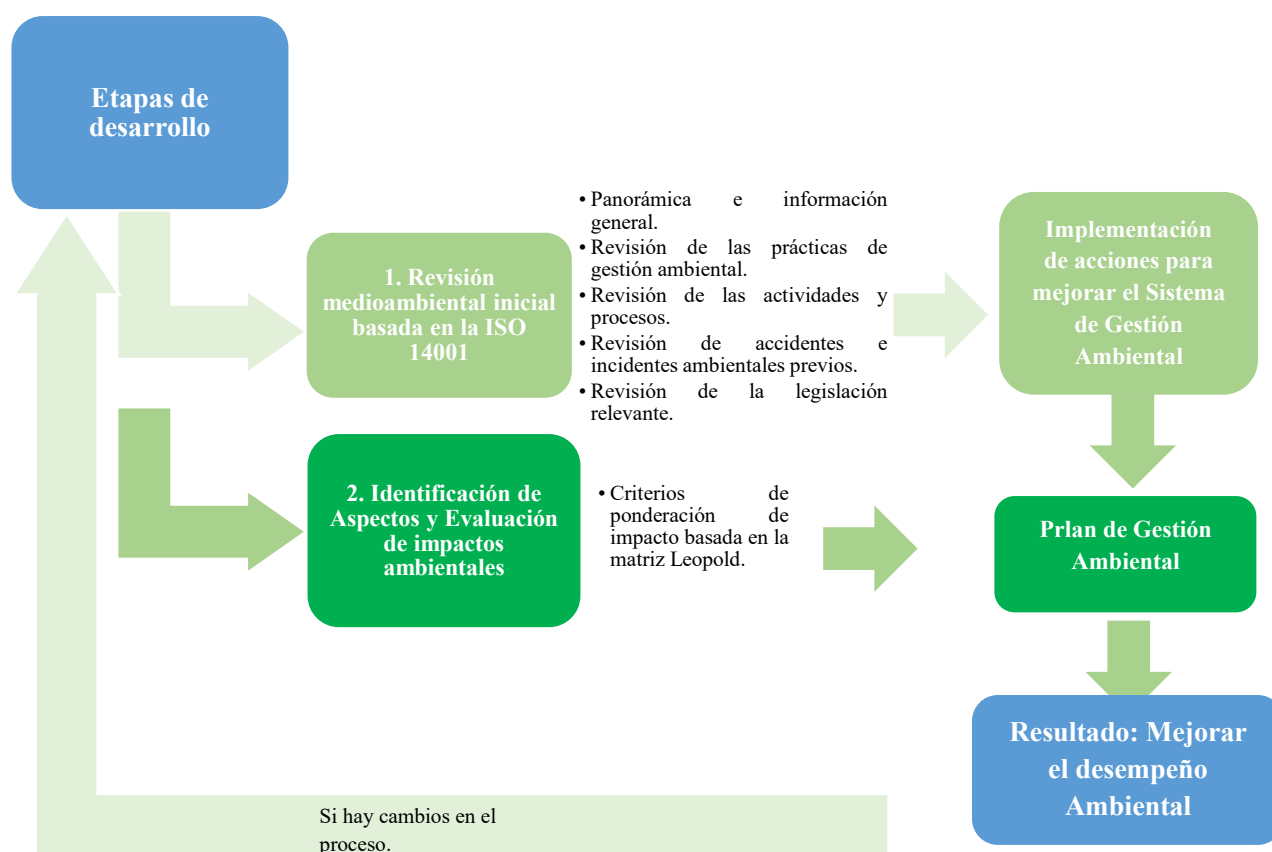 Etapas de
desarrollo
1. Revisión
medioambiental inicial
basada en la ISO
14001
• Panorámica e información
general.
• Revisión de las prácticas de
gestión ambiental.
• Revisión de las actividades y
procesos.
• Revisión de accidentes e
incidentes ambientales previos.
• Revisión de la legislación
relevante.
Implementación
de acciones para
mejorar el Sistema
de Gestión
Ambiental
2. Identificación de
Aspectos y Evaluación
de impactos
ambientales
• Criterios de
ponderación de
impacto basada en la
matriz Leopold.
Prlan de Gestión
Ambiental
Resultado: Mejorar
el desempeño
Ambiental
Si hay cambios en el
proceso.